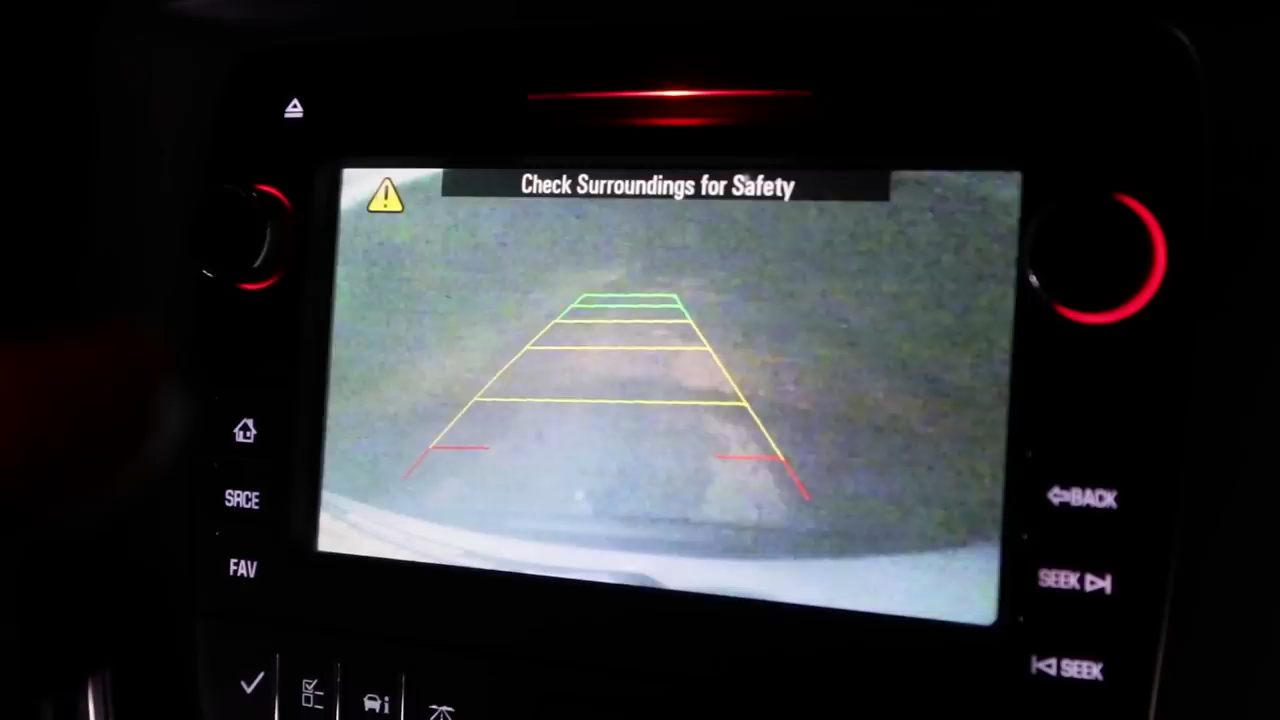 Check Surroundings for Safety
SRCE
FAV
BACK
SEEK
SEEK